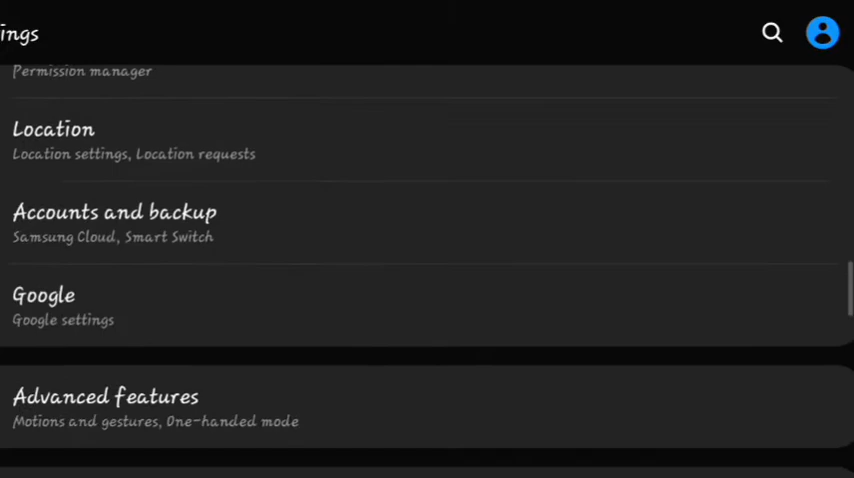 ings
Permission manager
Location
Location settings, Location requests
Accounts and backup
Samsung Cloud, Smart Switch
Google
Google settings
Advanced features
Motions and gestures, One-handed mode